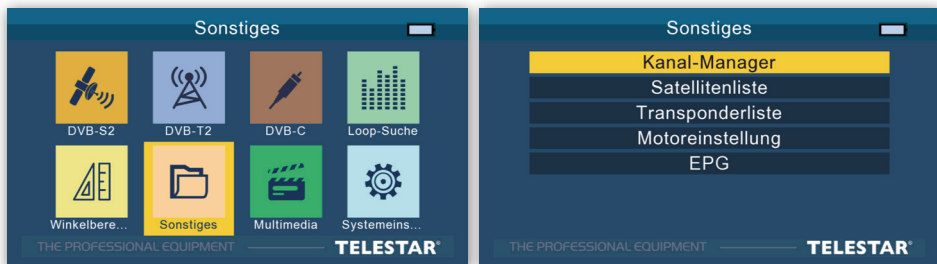 Sonstiges
DVB-S2 DVB-T2 DVB-C Loop-Suche
Winkelbere... Sonstiges Multimedia Systemeins...
THE PROFESSIONAL EQUIPMENT TELESTAR®
Sonstiges
Kanal-Manager
Satellitenliste
Transponderliste
Motoreinstellung
EPG
THE PROFESSIONAL EQUIPMENT TELESTAR®